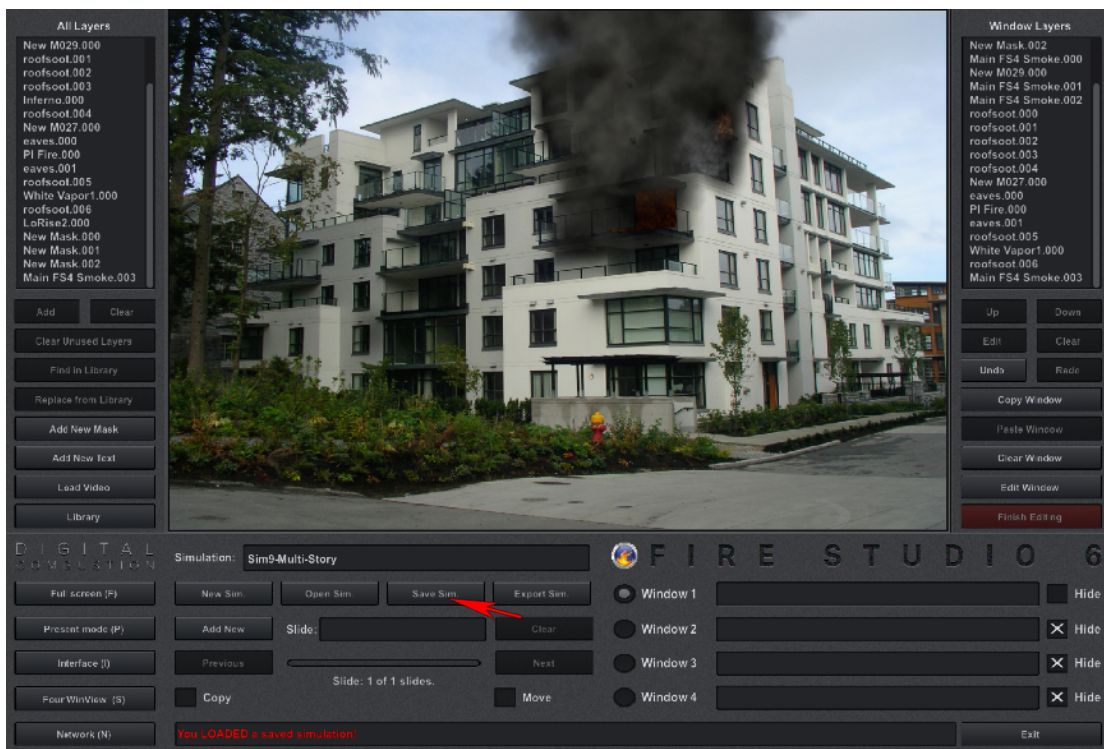 All Layers
New M029.000
roofsoot.001
roofsoot.002
roofsoot.003
Inferno.000
roofsoot.004
New M027.000
eaves.000
PI Fire.000
eaves.001
roofsoot.005
White Vapor1.000
roofsoot.006
LoRise2.000
New Mask.000
New Mask.001
New Mask.002
Main FS4 Smoke.003
Add Clear
Clear Unused Layers
Find in Library
Replace from Library
Add New Mask
Add New Text
Load Video
Library
Window Layers
New Mask.002
Main FS4 Smoke.000
New M029.000
Main FS4 Smoke.001
Main FS4 Smoke.002
roofsoot.000
roofsoot.001
roofsoot.002
roofsoot.003
roofsoot.004
New M027.000
eaves.000
PI Fire.000
eaves.001
roofsoot.005
White Vapor1.000
roofsoot.006
Main FS4 Smoke.003
Up Down
Edit Clear
Undo Redo
Copy Window
Paste Window
Clear Window
Edit Window
Finish Editing
DIGITAL
COMBUSTION
Full screen (F)
Present mode (P)
Interface (I)
Four WinView (S)
Network (N)
Simulation: Sim9-Multi-Story
New Sim. Open Sim. Save Sim. Export Sim.
Add New Slide: Clear
Previous Next
Slide: 1 of 1 slides.
Copy Move
You LOADED a saved simulation!
FIRE STUDIO 6
Window 1 Hide
Window 2 Hide
Window 3 Hide
Window 4 Hide
Exit